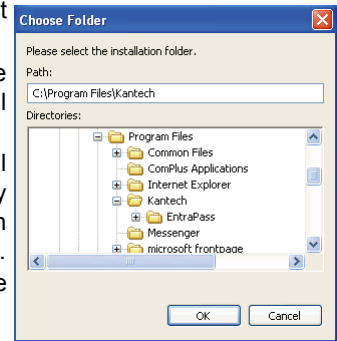 Choose Folder
Please select the installation folder.
Path:
C:\Program Files\Kantech
Directories:
Program Files
Common Files
ComPlus Applications
Internet Explorer
Kantech
EntraPass
Messenger
microsoft frontpage
OK Cancel